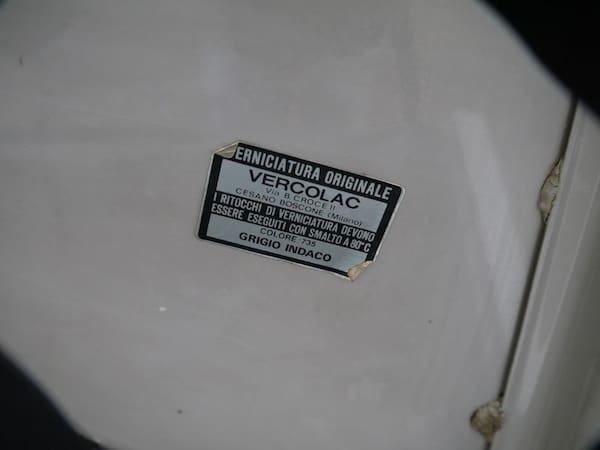 ERNICIATURA ORIGINALE
VERCOLAC
Via B. CROCE II
CESANO BOSCONE (Milano)
I RITOCCHI DI VERNICIATURA DEVONO
ESSERE ESEGUITI CON SMALTO A 80°C
COLORE 735
GRIGIO INDACO